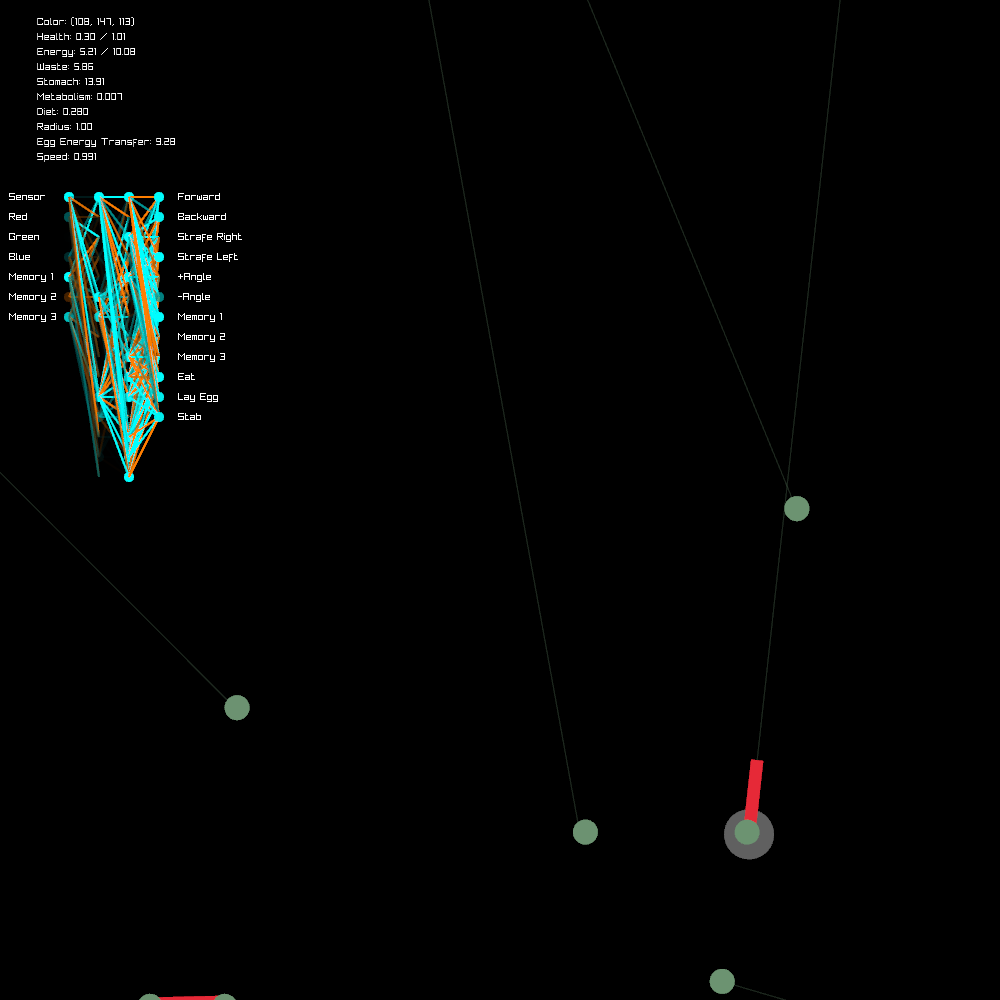 Color: (108, 147, 113)
Health: 0.30 / 1.01
Energy: 5.21 / 10.08
Waste: 5.86
Stomach: 13.91
Metabolism: 0.007
Diet: 0.280
Radius: 1.00
Egg Energy Transfer: 9.28
Speed: 0.991
Sensor Forward
Red Backward
Green Strafe Right
Blue Strafe Left
Memory 1 +Angle
Memory 2 -Angle
Memory 3 Memory 1
Memory 2
Memory 3
Eat
Lay Egg
Stab